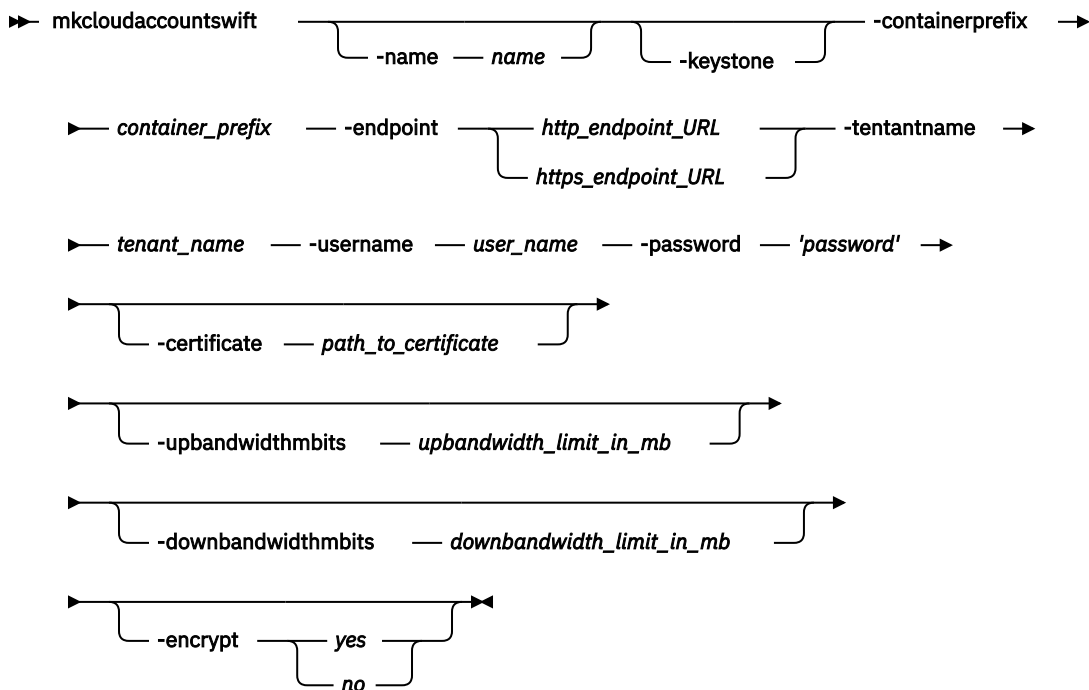 mkcloudaccountswift -containerprefix
-name name -keystone
container_prefix -endpoint http_endpoint_URL -tentantname
https_endpoint_URL
tenant_name -username user_name -password 'password'
-certificate path_to_certificate
-upbandwidthmbits upbandwidth_limit_in_mb
-downbandwidthmbits downbandwidth_limit_in_mb
-encrypt yes
no